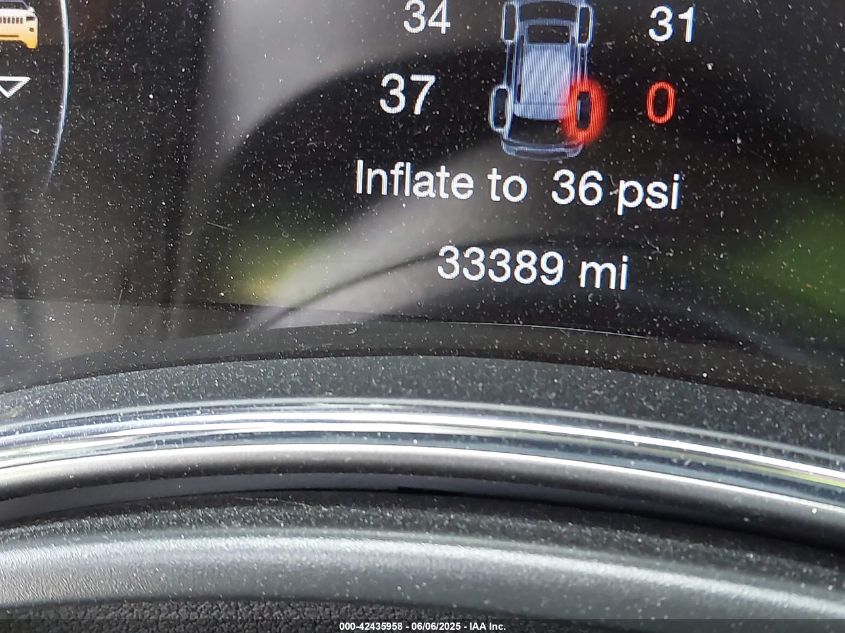 34 31
37 0
Inflate to 36 psi
33389 mi
000-42435958 - 06/06/2025 - IAA Inc.